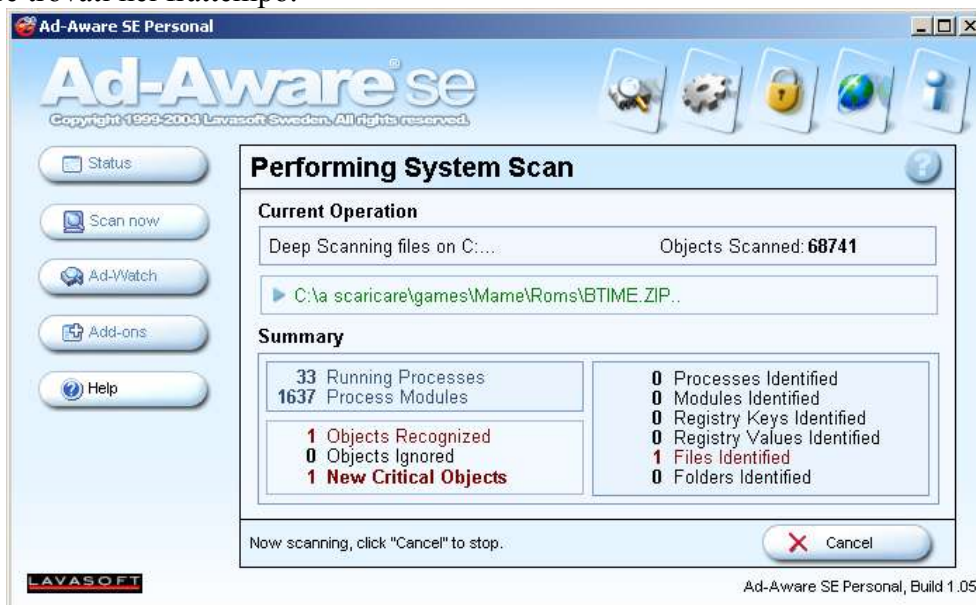 trovati nel frattempo.
Ad-Aware SE Personal
Ad-Aware® se
Copyright 1999-2004 Lavasoft Sweden. All rights reserved.
Status
Scan now
Ad-Watch
Add-ons
Help
Performing System Scan
Current Operation
Deep Scanning files on C:... Objects Scanned: 68741
C:\a scaricare\games\Mame\Roms\BTIME.ZIP..
Summary
33 Running Processes
1637 Process Modules
1 Objects Recognized
0 Objects Ignored
1 New Critical Objects
0 Processes Identified
0 Modules Identified
0 Registry Keys Identified
0 Registry Values Identified
1 Files Identified
0 Folders Identified
Now scanning, click "Cancel" to stop.
Cancel
LAVASOFT
Ad-Aware SE Personal, Build 1.05